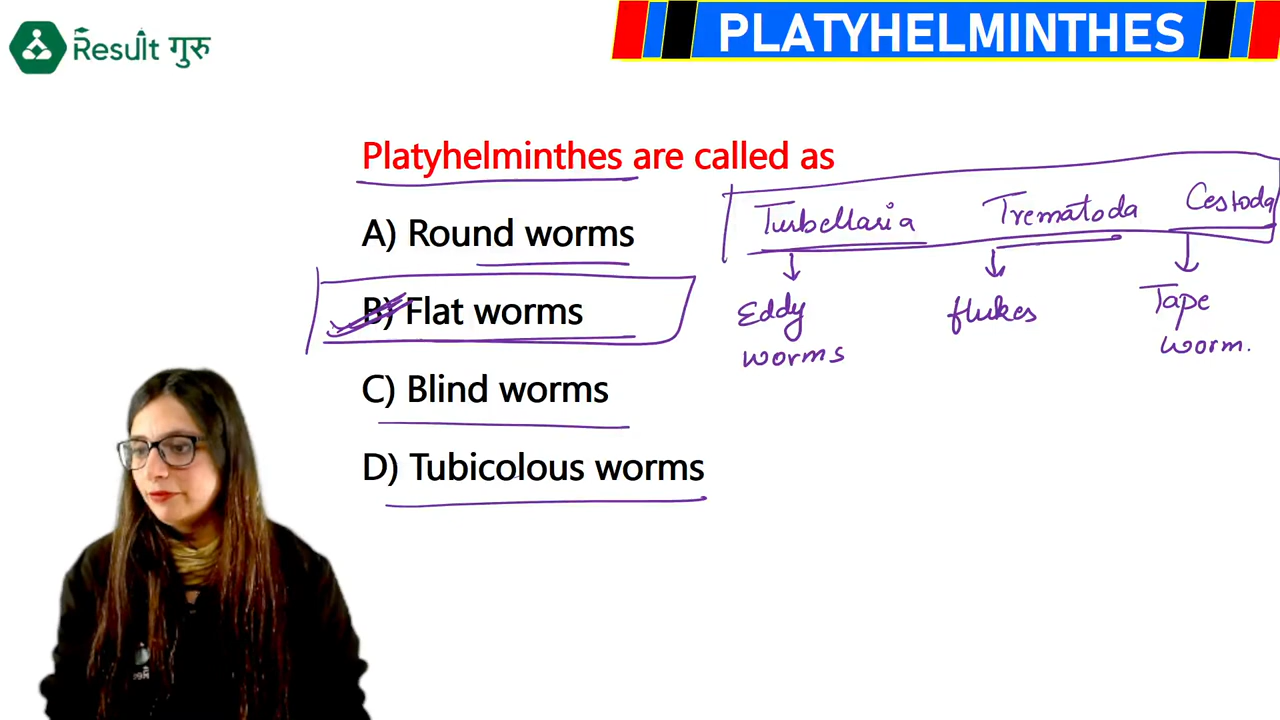 Result गुरु
PLATYHELMINTHES
Platyhelminthes are called as
A) Round worms
B) Flat worms
C) Blind worms
D) Tubicolous worms
Turbellaria Trematoda Cestoda
Eddy worms
flukes
Tape worm.